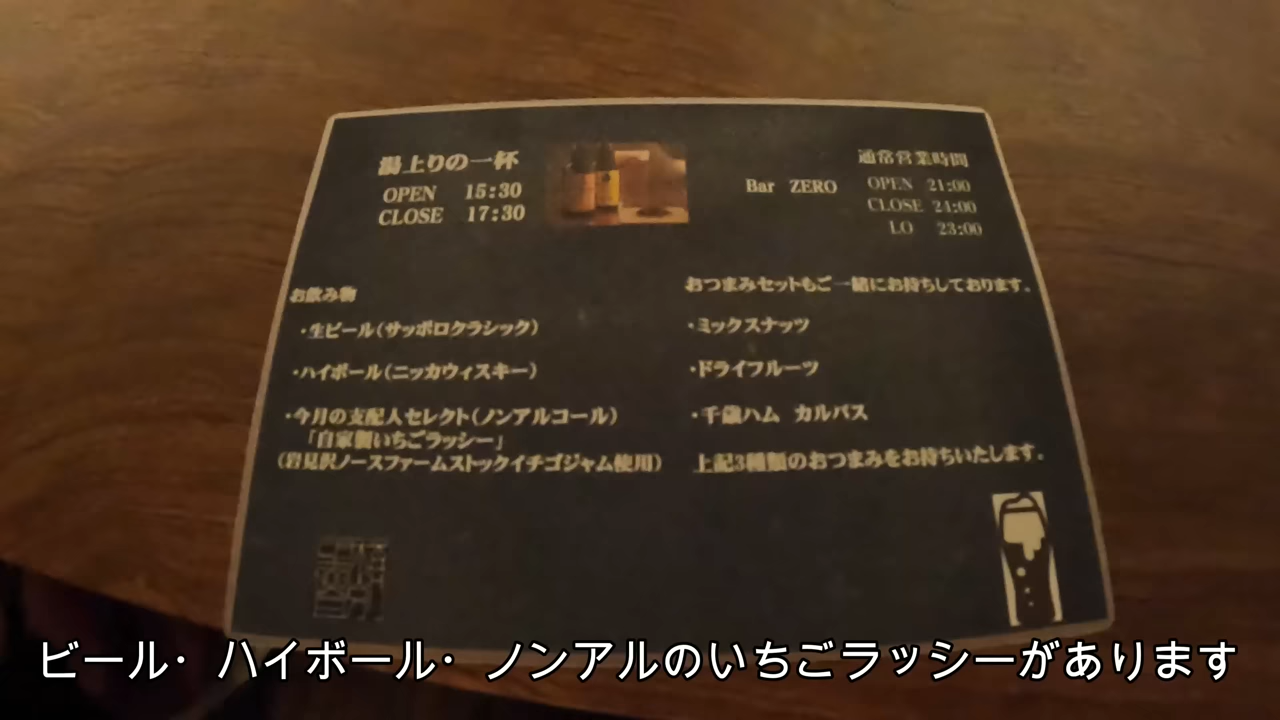 湯上りの一杯
OPEN 15:30
CLOSE 17:30
通常営業時間
Bar ZERO OPEN 21:00
CLOSE 24:00
LO 23:00
お飲み物
・生ビール(サッポロクラシック)
・ハイボール(ニッカウィスキー)
・今月の支配人セレクト(ノンアルコール)
「自家製いちごラッシー」
(岩見沢ノースファームストックイチゴジャム使用)
おつまみセットもご一緒にお持ちしております。
・ミックスナッツ
・ドライフルーツ
・千歳ハム カルパス
上記3種類のおつまみをお持ちいたします。
ビール・ハイボール・ノンアルのいちごラッシーがあります